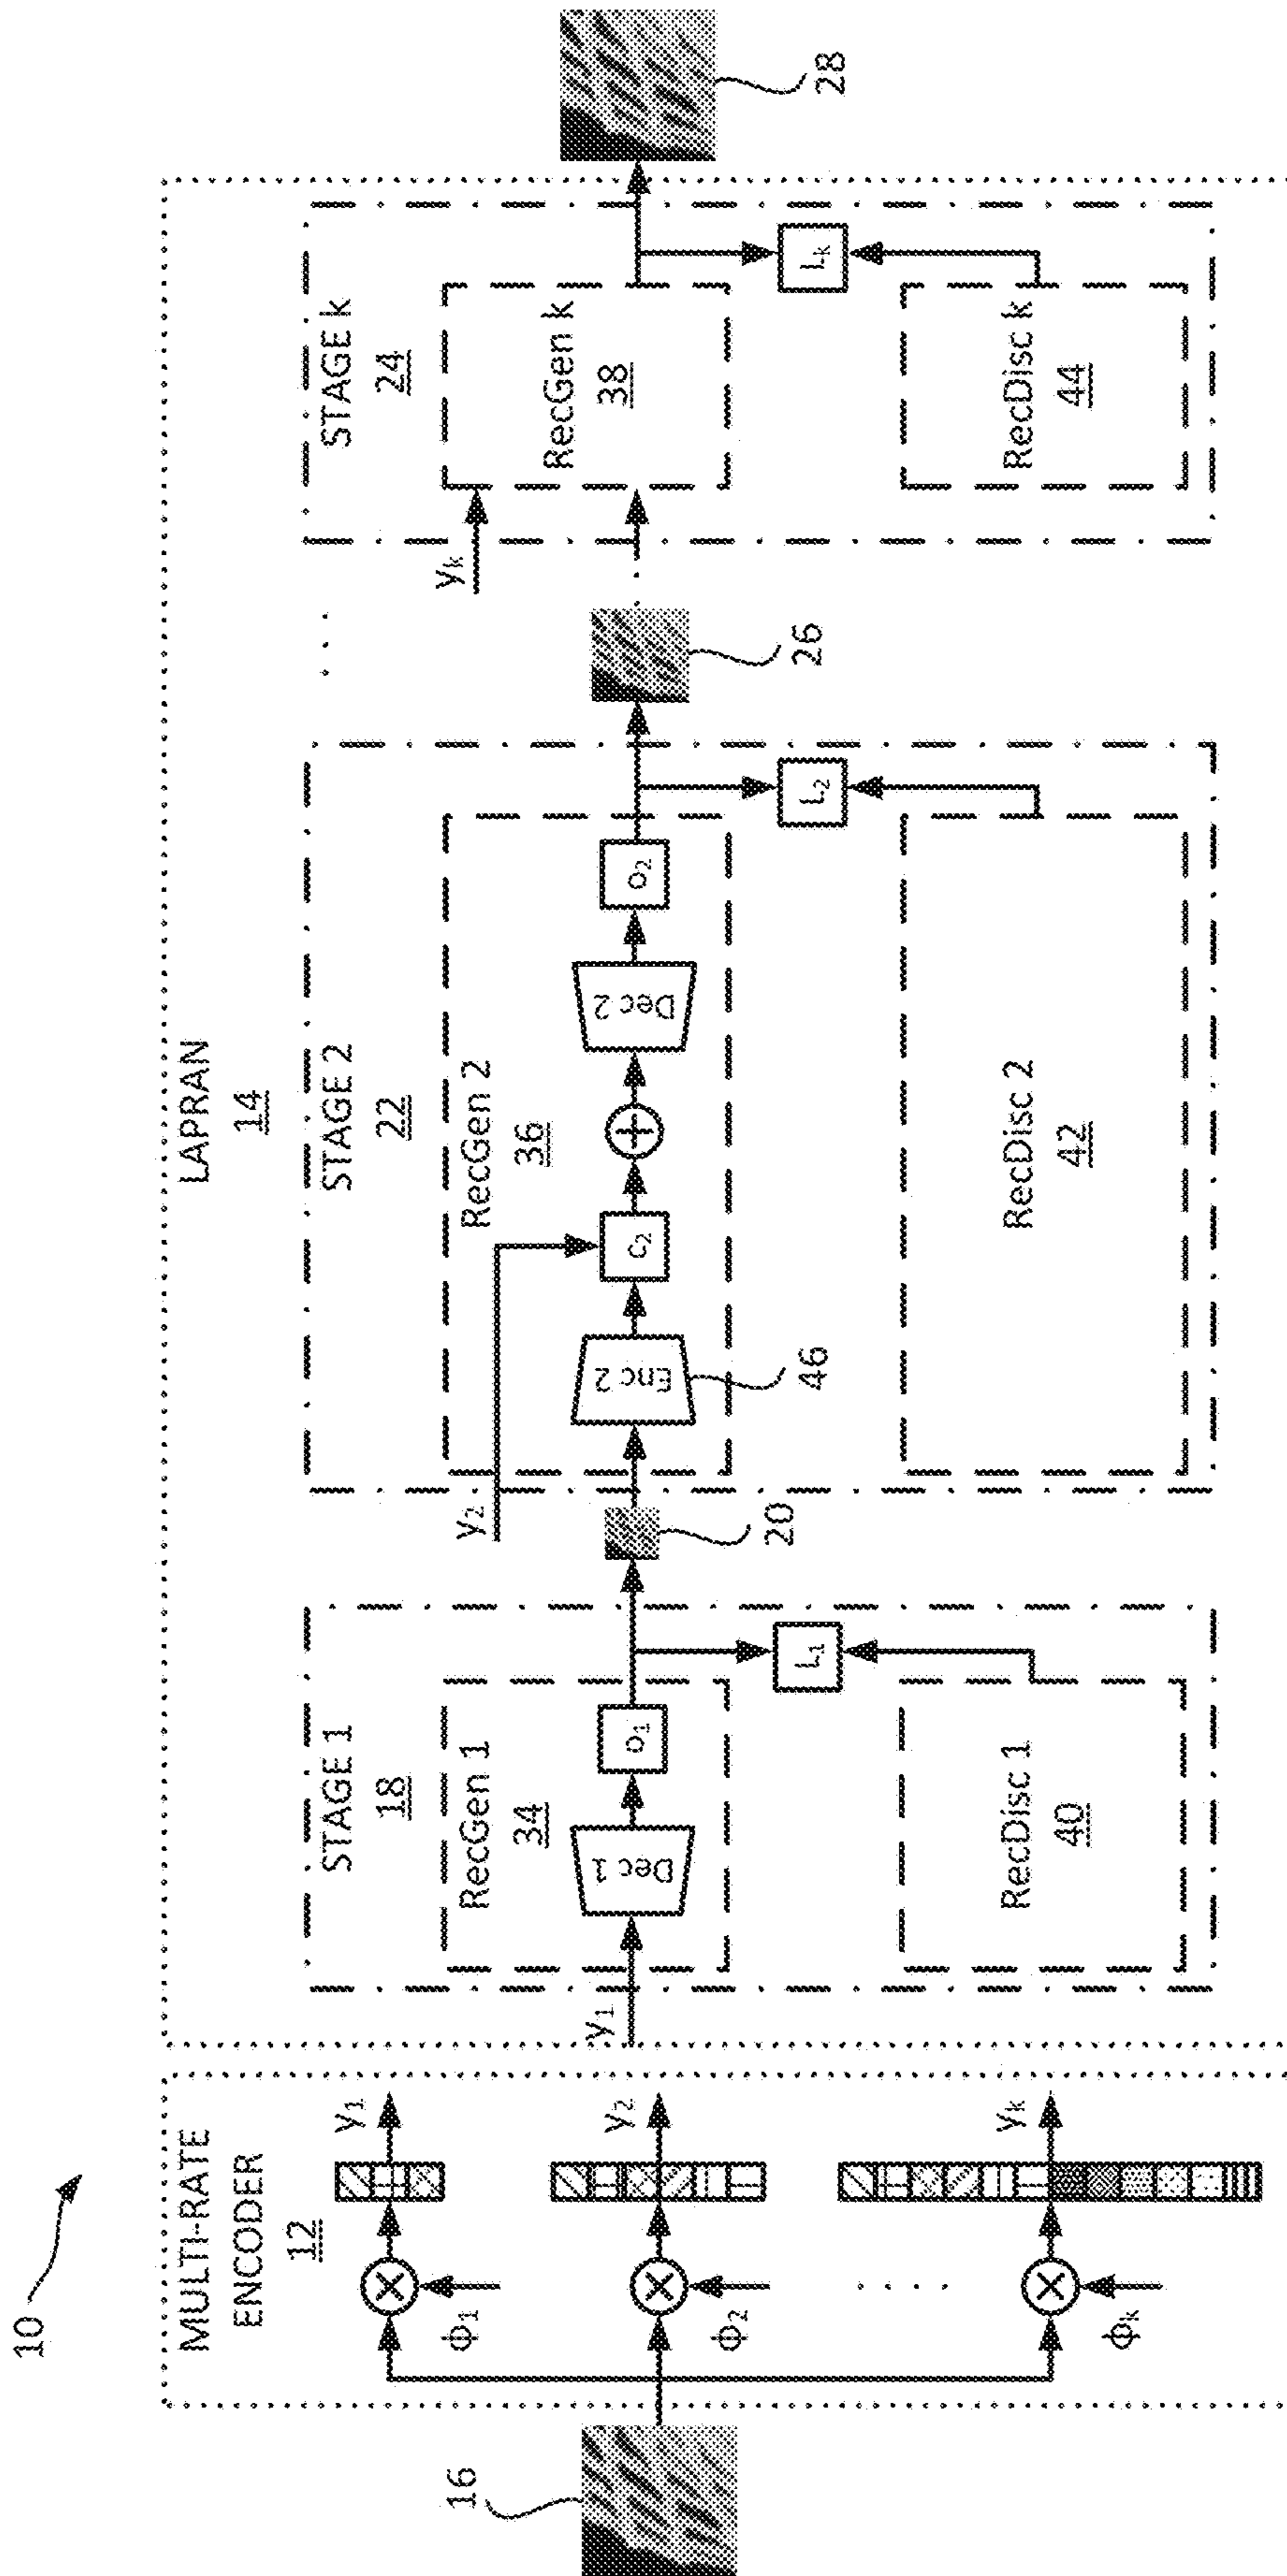 10
16
MULTI-RATE
ENCODER
12
ϕ₁
y₁
ϕ₂
y₂
. . . . .
ϕₖ
yₖ
LAPRAN
14
STAGE 1
18
y₁
RecGen 1
34
Dec 1
o₁
L₁
RecDisc 1
40
20
STAGE 2
22
y₂
RecGen 2
36
Enc 2
46
c₂
+
Dec 2
o₂
L₂
RecDisc 2
42
26
. . .
STAGE k
24
yₖ
RecGen k
38
Lₖ
RecDisc k
44
28